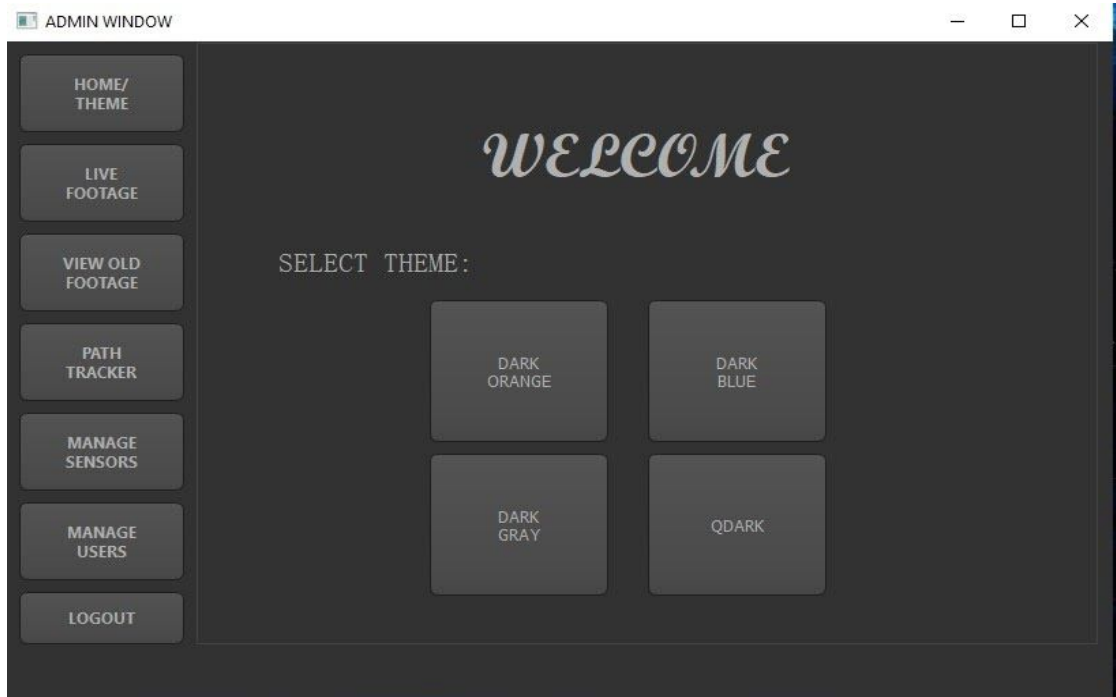 ADMIN WINDOW
HOME/
THEME
LIVE
FOOTAGE
VIEW OLD
FOOTAGE
PATH
TRACKER
MANAGE
SENSORS
MANAGE
USERS
LOGOUT
WELCOME
SELECT THEME:
DARK
ORANGE
DARK
BLUE
DARK
GRAY
QDARK